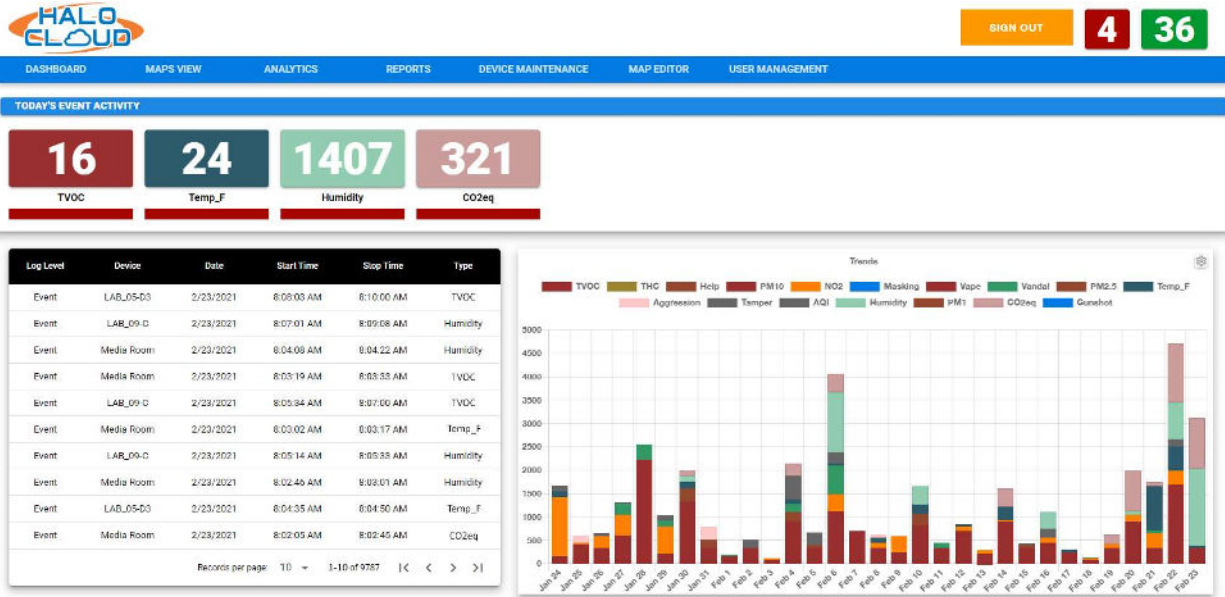 HALO
CLOUD
SIGN OUT
4
36
DASHBOARD MAPS VIEW ANALYTICS REPORTS DEVICE MAINTENANCE MAP EDITOR USER MANAGEMENT
TODAY'S EVENT ACTIVITY
16 24 1407 321
TVOC Temp_F Humidity CO2eq
Log Level Device Date Start Time Stop Time Type
Event LAB_05-D3 2/23/2021 8:08:03 AM 8:10:00 AM TVOC
Event LAB_09-C 2/23/2021 8:07:01 AM 8:09:08 AM Humidity
Event Media Room 2/23/2021 8:04:08 AM 8:04:22 AM Humidity
Event Media Room 2/23/2021 8:03:19 AM 8:03:33 AM TVOC
Event LAB_09-C 2/23/2021 8:05:34 AM 8:07:00 AM TVOC
Event Media Room 2/23/2021 8:03:02 AM 8:03:17 AM Temp_F
Event LAB_09-C 2/23/2021 8:05:14 AM 8:05:33 AM Humidity
Event Media Room 2/23/2021 8:02:46 AM 8:03:01 AM Humidity
Event LAB_05-D3 2/23/2021 8:04:35 AM 8:04:50 AM Temp_F
Event Media Room 2/23/2021 8:02:05 AM 8:02:45 AM CO2eq
Records per page: 10 1-10 of 9787
Trends
TVOC THC Help PM10 NO2 Masking Vape Vandal PM2.5 Temp_F
Aggression Tamper AQI Humidity PM1 CO2eq Gunshot
5000
4500
4000
3500
3000
2500
2000
1500
1000
500
0
Jan 24 Jan 25 Jan 26 Jan 27 Jan 28 Jan 29 Jan 30 Jan 31 Feb 1 Feb 2 Feb 3 Feb 4 Feb 5 Feb 6 Feb 7 Feb 8 Feb 9 Feb 10 Feb 11 Feb 12 Feb 13 Feb 14 Feb 15 Feb 16 Feb 17 Feb 18 Feb 19 Feb 20 Feb 21 Feb 22 Feb 23